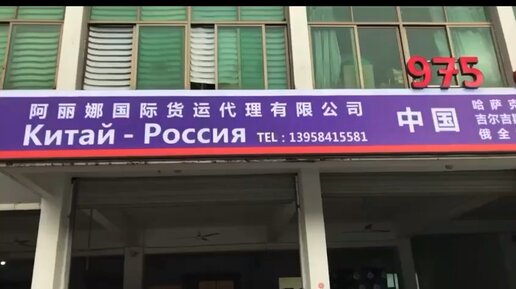 975
阿丽娜国际货运代理有限公司
Китай - Россия TEL : 13958415581
中国
哈萨克
吉尔吉
俄全